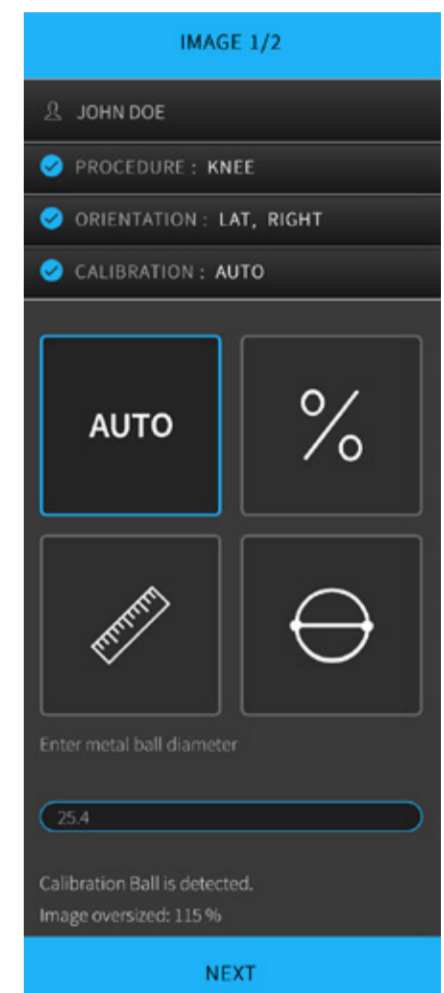 IMAGE 1/2
JOHN DOE
PROCEDURE : KNEE
ORIENTATION : LAT, RIGHT
CALIBRATION : AUTO
AUTO
%
Enter metal ball diameter
25.4
Calibration Ball is detected.
Image oversized: 115 %
NEXT